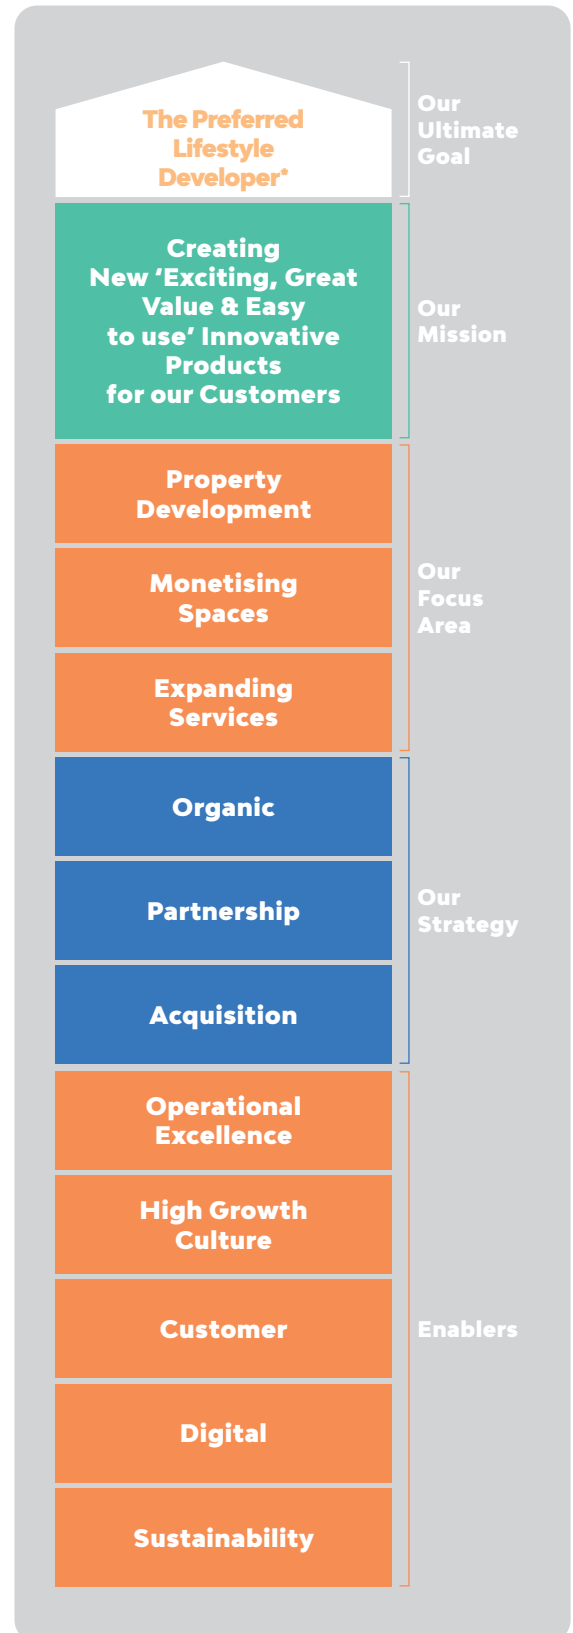 The Preferred
Lifestyle
Developer*
Our
Ultimate
Goal
Creating
New ‘Exciting, Great
Value & Easy
to use’ Innovative
Products
for our Customers
Our
Mission
Property
Development
Monetising
Spaces
Expanding
Services
Our
Focus
Area
Organic
Partnership
Acquisition
Our
Strategy
Operational
Excellence
High Growth
Culture
Customer
Digital
Sustainability
Enablers